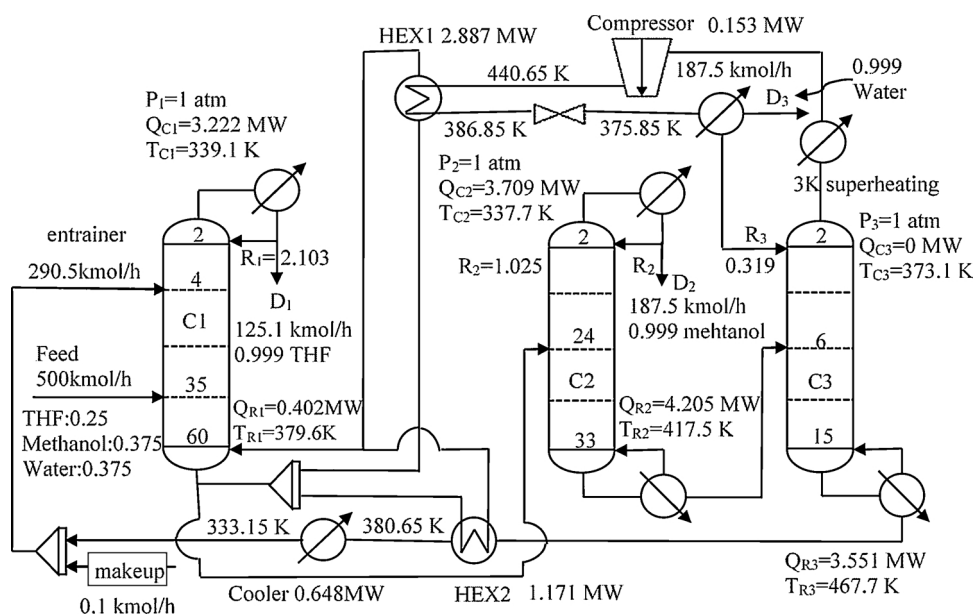 Compressor 0.153 MW
HEX1 2.887 MW
440.65 K
187.5 kmol/h
0.999
Water
D3
386.85 K
375.85 K
3K superheating
P1=1 atm
QC1=3.222 MW
TC1=339.1 K
P2=1 atm
QC2=3.709 MW
TC2=337.7 K
P3=1 atm
QC3=0 MW
TC3=373.1 K
entrainer
290.5kmol/h
2
R1=2.103
4
D1
C1
125.1 kmol/h
0.999 THF
Feed
500kmol/h
35
THF:0.25
Methanol:0.375
Water:0.375
QR1=0.402MW
TR1=379.6K
60
2
R2=1.025
R2
D2
187.5 kmol/h
0.999 mehtanol
24
C2
QR2=4.205 MW
TR2=417.5 K
33
R3
0.319
2
6
C3
15
333.15 K
380.65 K
makeup
0.1 kmol/h
Cooler 0.648MW
HEX2
1.171 MW
QR3=3.551 MW
TR3=467.7 K